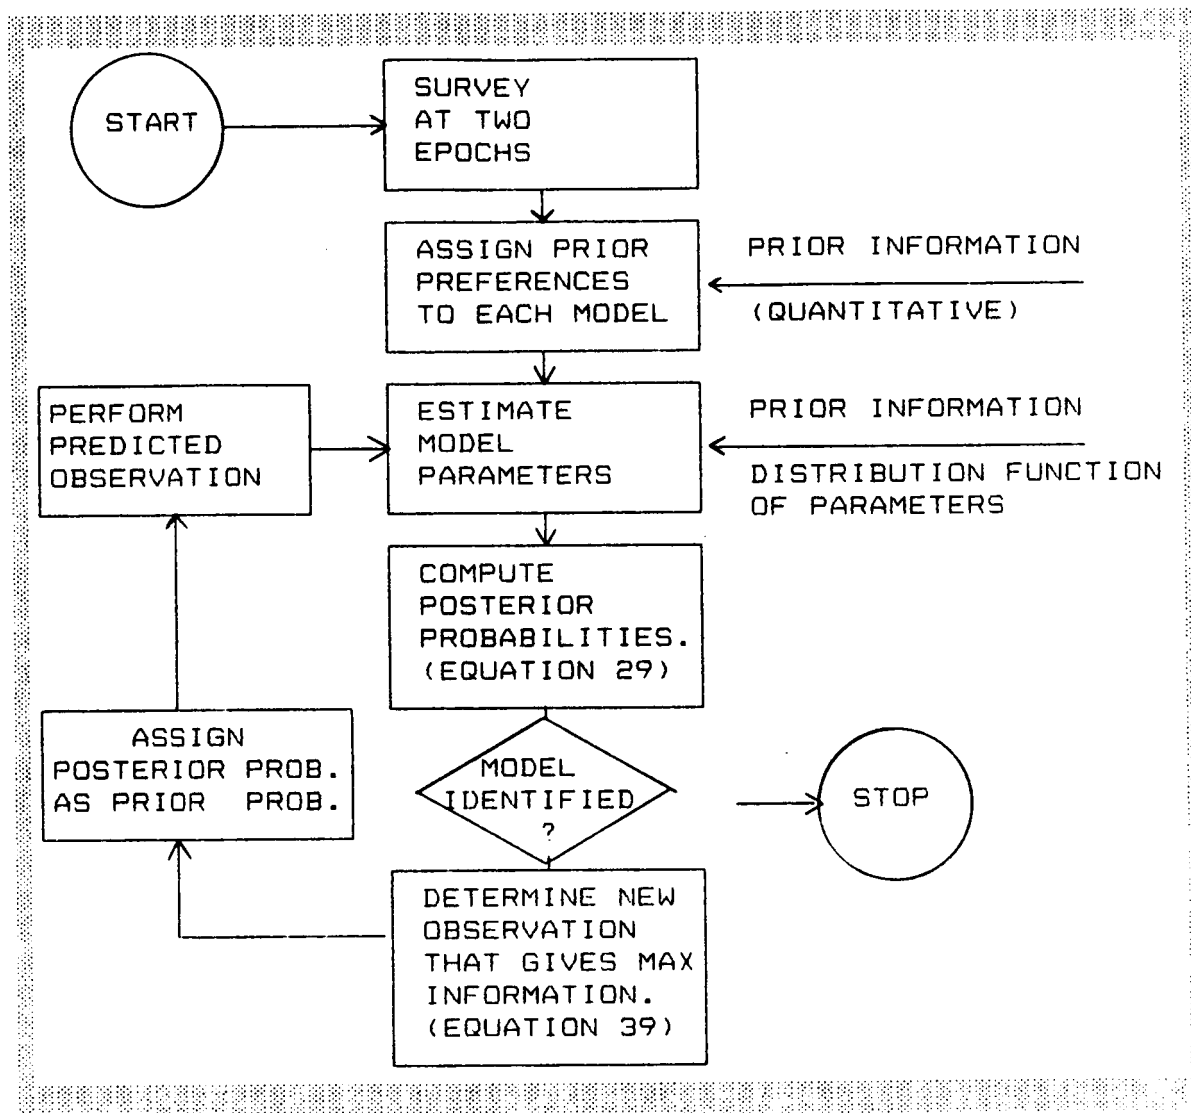 START
SURVEY
AT TWO
EPOCHS
ASSIGN PRIOR
PREFERENCES
TO EACH MODEL
PRIOR INFORMATION
(QUANTITATIVE)
PERFORM
PREDICTED
OBSERVATION
ESTIMATE
MODEL
PARAMETERS
PRIOR INFORMATION
DISTRIBUTION FUNCTION
OF PARAMETERS
COMPUTE
POSTERIOR
PROBABILITIES.
(EQUATION 29)
ASSIGN
POSTERIOR PROB.
AS PRIOR PROB.
MODEL
IDENTIFIED
?
STOP
DETERMINE NEW
OBSERVATION
THAT GIVES MAX
INFORMATION.
(EQUATION 39)